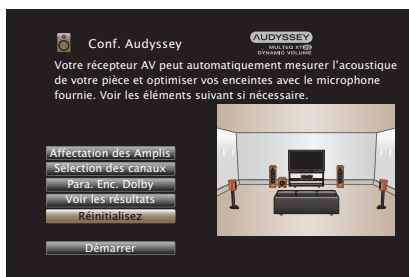 Conf. Audyssey
AUDYSSEY
MULTEQ XT32
DYNAMIC VOLUME
Votre récepteur AV peut automatiquement mesurer l'acoustique
de votre pièce et optimiser vos enceintes avec le microphone
fournie. Voir les éléments suivant si nécessaire.
Affectation des Amplis
Sélection des canaux
Para. Enc. Dolby
Voir les résultats
Réinitialisez
Démarrer